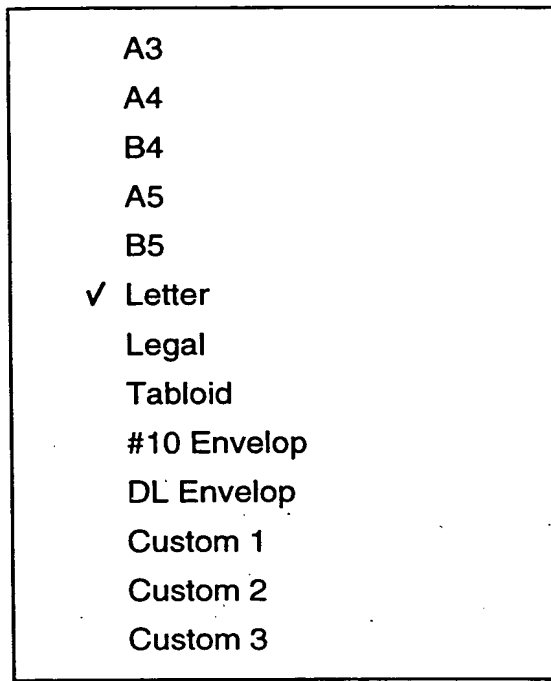 A3
A4
B4
A5
B5
✓ Letter
Legal
Tabloid
#10 Envelop
DL Envelop
Custom 1
Custom 2
Custom 3